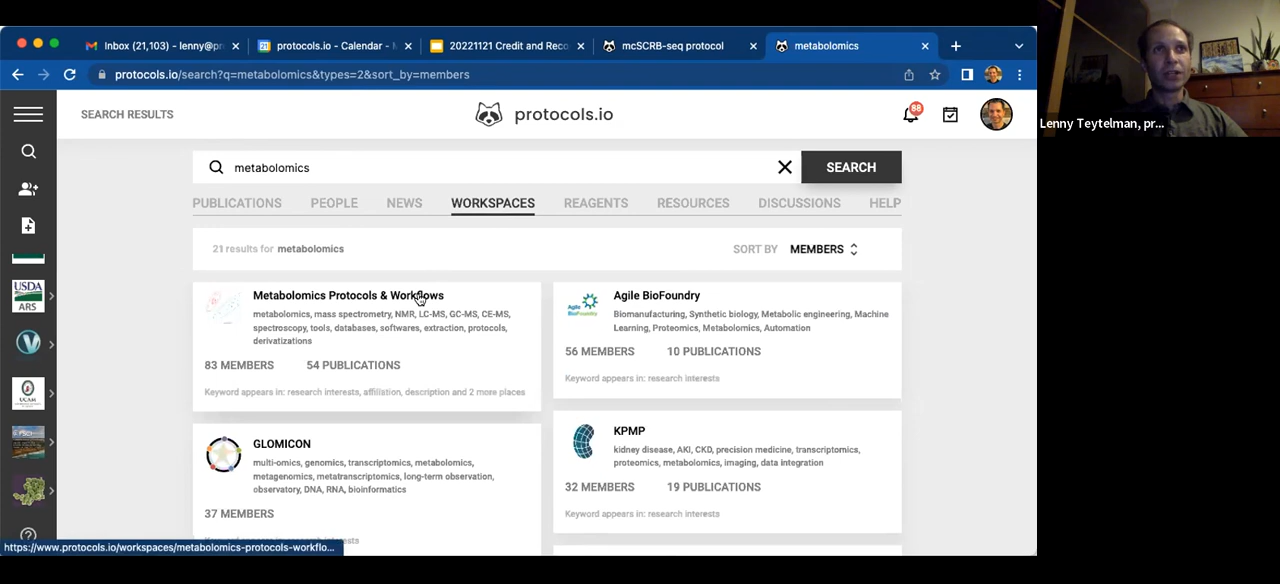 Inbox (21,103) - lenny@pr
protocols.io - Calendar -
20221121 Credit and Reco
mcSCRB-seq protocol
metabolomics
protocols.io/search?q=metabolomics&types=2&sort_by=members
SEARCH RESULTS
protocols.io
88
metabolomics
SEARCH
PUBLICATIONS PEOPLE NEWS WORKSPACES REAGENTS RESOURCES DISCUSSIONS HELP
21 results for metabolomics
SORT BY MEMBERS
Metabolomics Protocols & Workflows
metabolomics, mass spectrometry, NMR, LC-MS, GC-MS, CE-MS,
spectroscopy, tools, databases, softwares, extraction, protocols,
derivatizations
83 MEMBERS 54 PUBLICATIONS
Keyword appears in: research interests, affiliation, description and 2 more places
Agile BioFoundry
Biomanufacturing, Synthetic biology, Metabolic engineering, Machine
Learning, Proteomics, Metabolomics, Automation
56 MEMBERS 10 PUBLICATIONS
Keyword appears in: research interests
GLOMICON
multi-omics, genomics, transcriptomics, metabolomics,
metagenomics, metatranscriptomics, long-term observation,
observatory, DNA, RNA, bioinformatics
37 MEMBERS
KPMP
kidney disease, AKI, CKD, precision medicine, transcriptomics,
proteomics, metabolomics, imaging, data integration
32 MEMBERS 19 PUBLICATIONS
Keyword appears in: research interests
USDA
ARS
UCAM
https://www.protocols.io/workspaces/metabolomics-protocols-workflo...
Lenny Teytelman, pr...